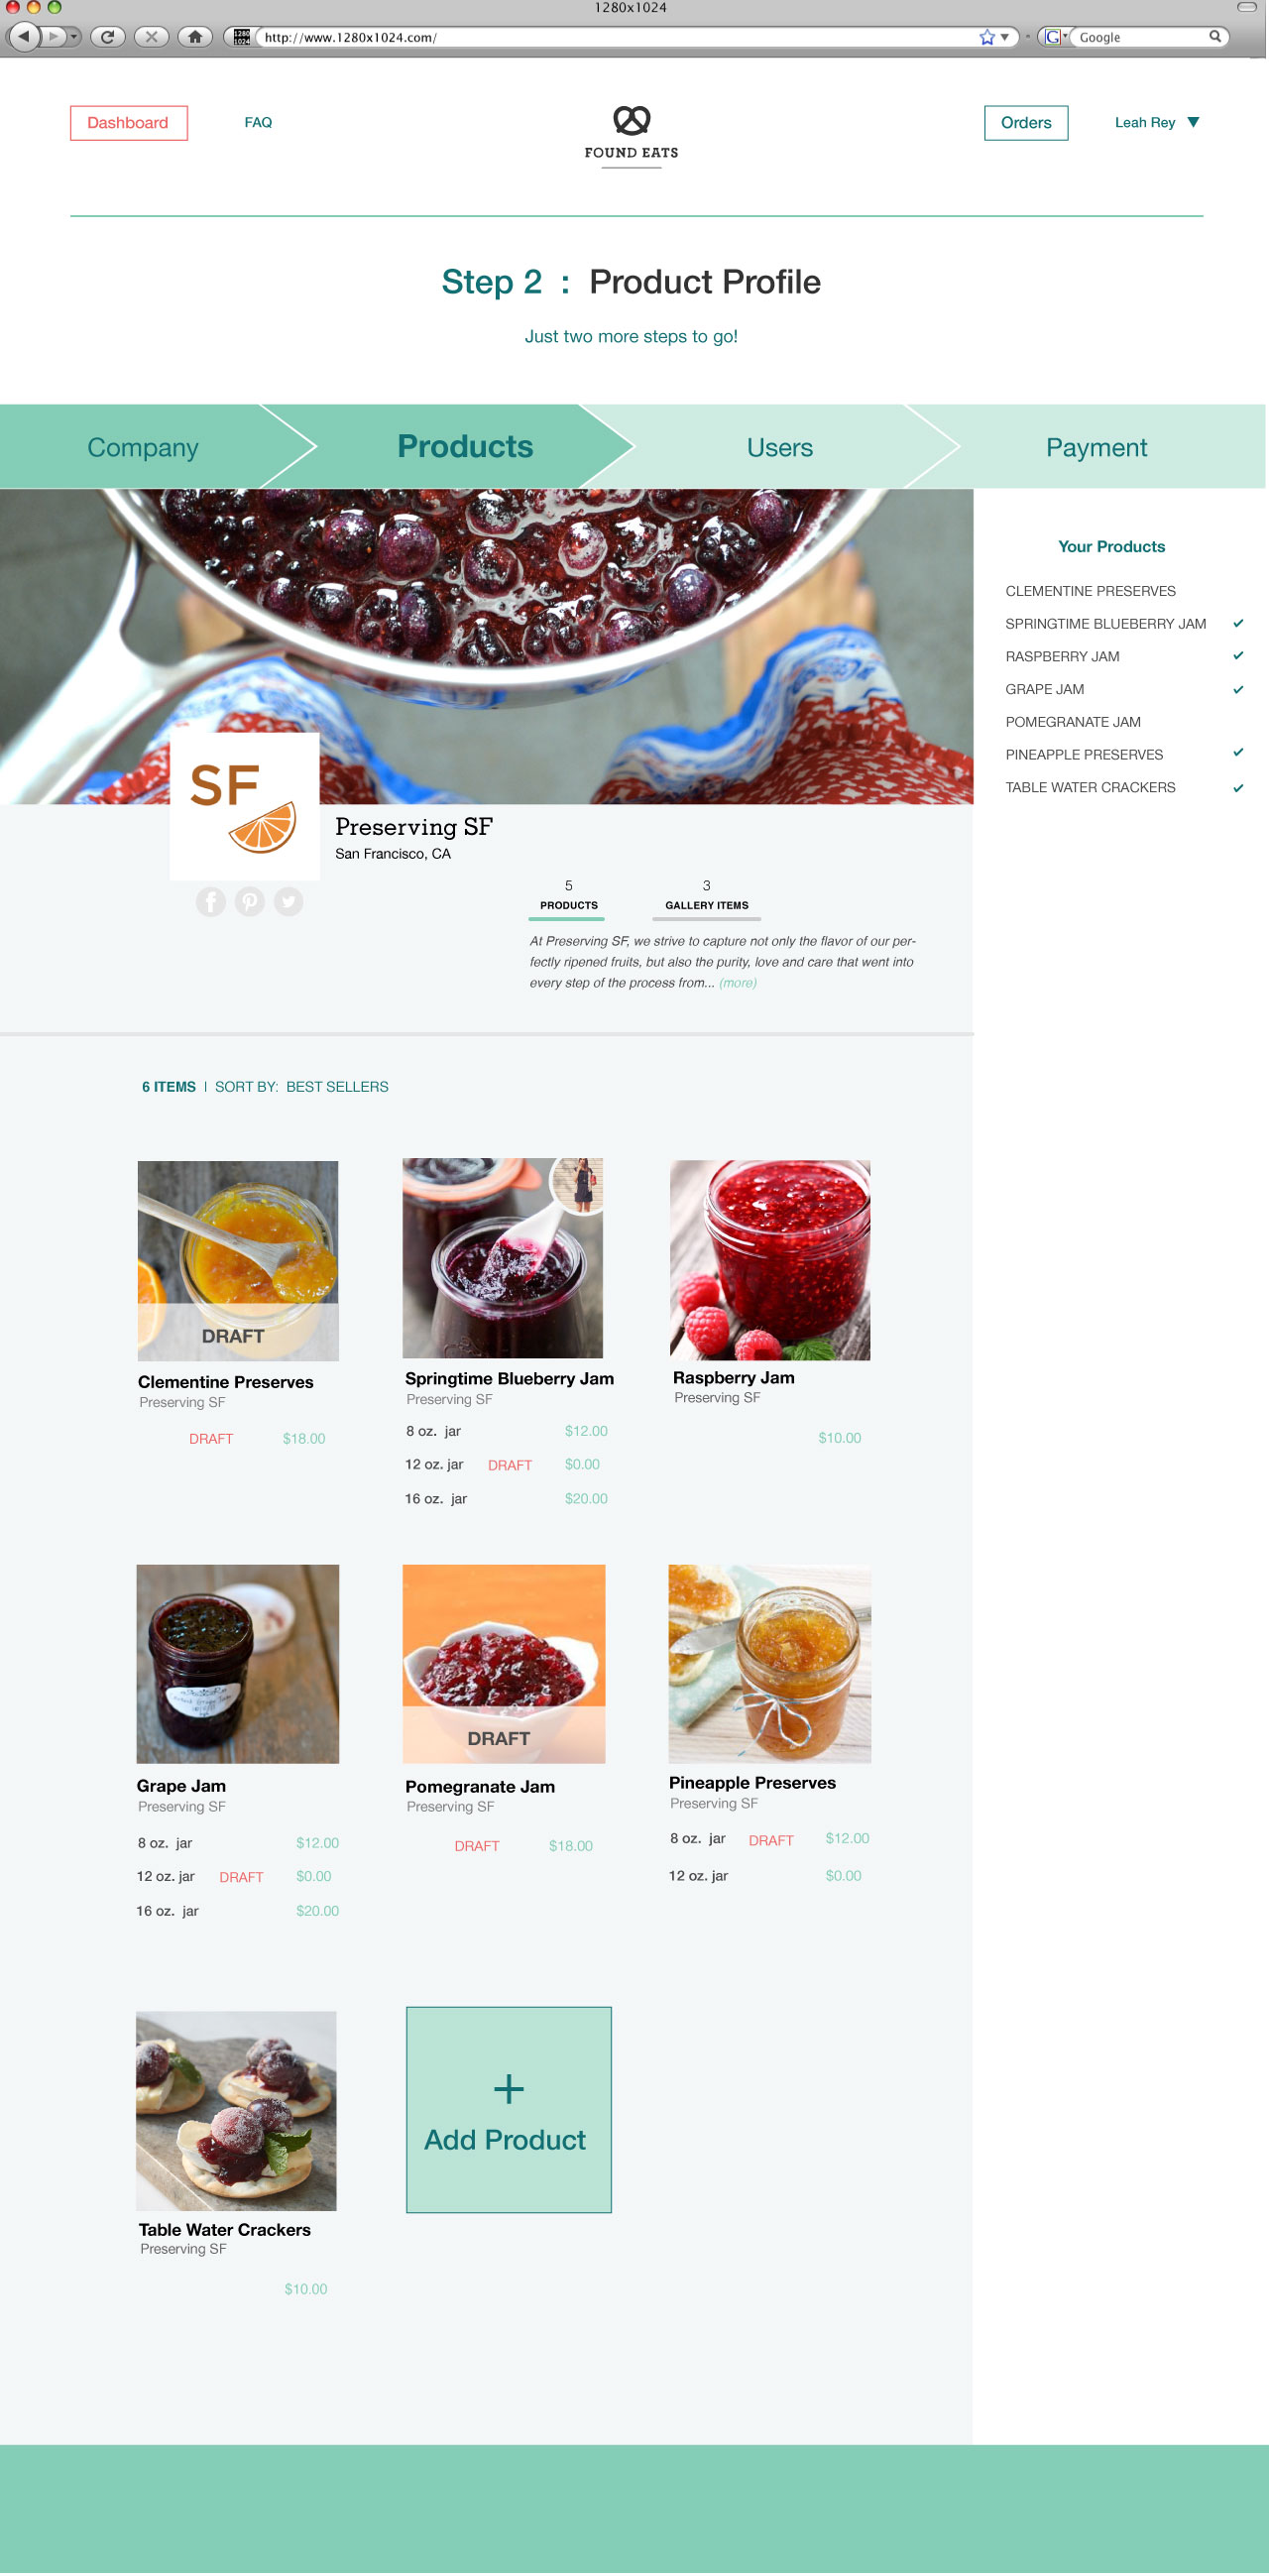 1280x1024
http://www.1280x1024.com/
Google
Dashboard
FAQ
FOUND EATS
Orders
Leah Rey
Step 2 : Product Profile
Just two more steps to go!
Company
Products
Users
Payment
Your Products
CLEMENTINE PRESERVES
SPRINGTIME BLUEBERRY JAM
RASPBERRY JAM
GRAPE JAM
POMEGRANATE JAM
PINEAPPLE PRESERVES
TABLE WATER CRACKERS
SF
Preserving SF
San Francisco, CA
5
PRODUCTS
3
GALLERY ITEMS
At Preserving SF, we strive to capture not only the flavor of our per-
fectly ripened fruits, but also the purity, love and care that went into
every step of the process from... (more)
6 ITEMS | SORT BY: BEST SELLERS
DRAFT
Clementine Preserves
Preserving SF
DRAFT $18.00
Springtime Blueberry Jam
Preserving SF
8 oz. jar $12.00
12 oz. jar DRAFT $0.00
16 oz. jar $20.00
Raspberry Jam
Preserving SF
$10.00
Grape Jam
Preserving SF
8 oz. jar $12.00
12 oz. jar DRAFT $0.00
16 oz. jar $20.00
DRAFT
Pomegranate Jam
Preserving SF
DRAFT $18.00
Pineapple Preserves
Preserving SF
8 oz. jar DRAFT $12.00
12 oz. jar $0.00
Table Water Crackers
Preserving SF
$10.00
+
Add Product